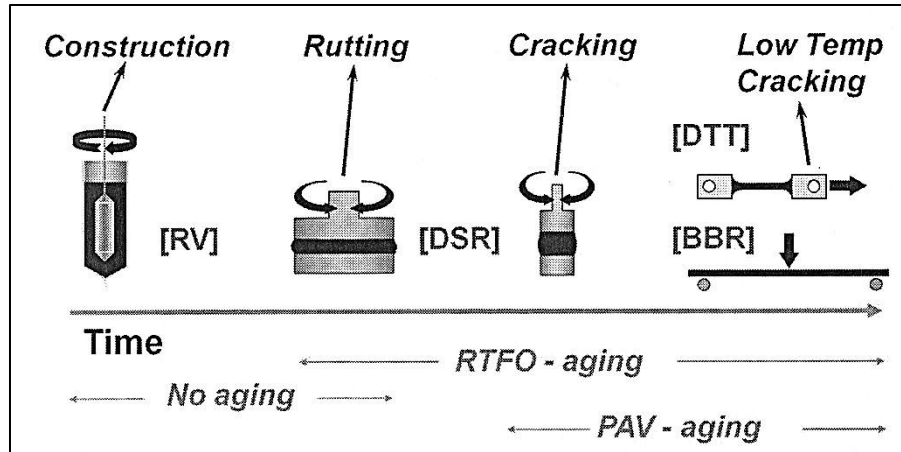 Construction
Rutting
Cracking
Low Temp
Cracking
[RV]
[DSR]
[DTT]
[BBR]
Time
RTFO - aging
No aging
PAV - aging